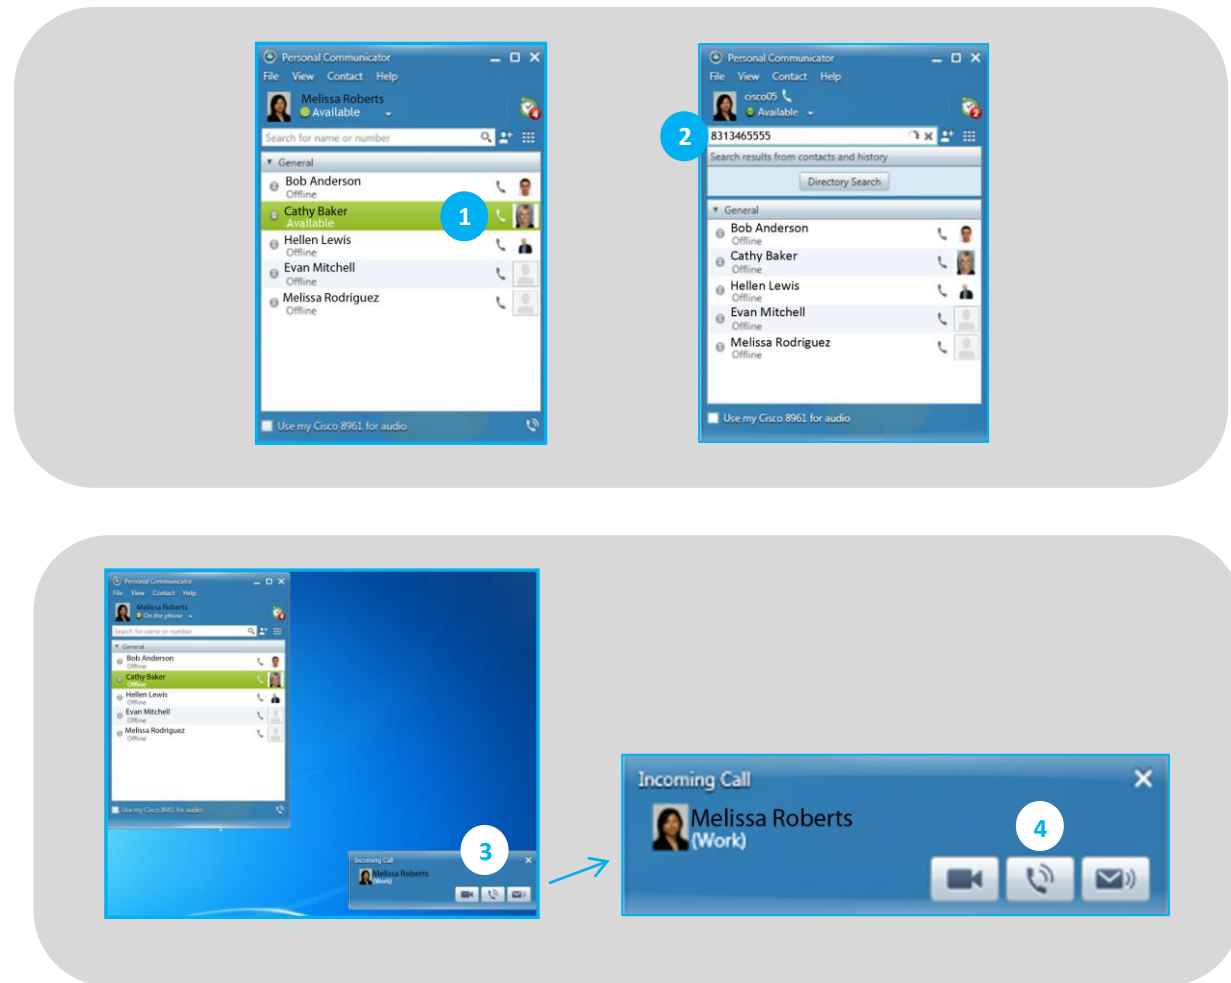 Personal Communicator
File View Contact Help
Melissa Roberts
Available
4
Search for name or number
General
Bob Anderson
Offline
1
Cathy Baker
Available
Hellen Lewis
Offline
Evan Mitchell
Offline
Melissa Rodriguez
Offline
Use my Cisco 8961 for audio
Personal Communicator
File View Contact Help
cisco05
Available
2
2
8313465555
Search results from contacts and history
Directory Search
General
Bob Anderson
Offline
Cathy Baker
Offline
Hellen Lewis
Offline
Evan Mitchell
Offline
Melissa Rodriguez
Offline
Use my Cisco 8961 for audio
Personal Communicator
File View Contact Help
Melissa Roberts
On the phone
Search for name or number
General
Bob Anderson
Offline
Cathy Baker
Offline
Hellen Lewis
Offline
Evan Mitchell
Offline
Melissa Rodriguez
Offline
Use my Cisco 8961 for audio
3
Incoming Call
Melissa Roberts
(Work)
Incoming Call
Melissa Roberts
(Work)
4